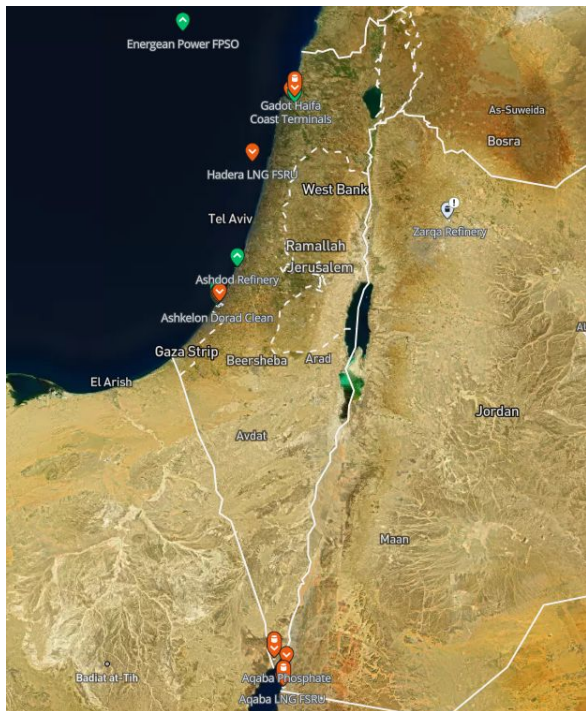 Energean Power FPSO
Gadot Haifa
Coast Terminals
As-Suweida
Bosra
Hadera LNG FSRU
West Bank
Tel Aviv
Zarqa Refinery
Ramallah
Jerusalem
Ashdod Refinery
Ashkelon Dorad Clean
Gaza Strip
Beersheba
Arad
El Arish
Jordan
Avdat
Maan
Badiat at-Tih
Aqaba Phosphate
Aqaba LNG FSRU